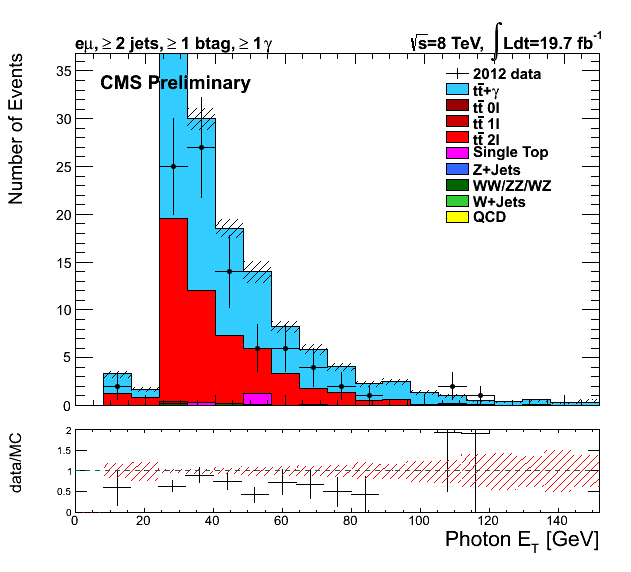 eμ, ≥ 2 jets, ≥ 1 btag, ≥ 1 γ
√s=8 TeV, ∫ Ldt=19.7 fb⁻¹
CMS Preliminary
Number of Events
35
30
25
20
15
10
5
0
2012 data
tt̄+γ
tt̄ 0l
tt̄ 1l
tt̄ 2l
Single Top
Z+Jets
WW/ZZ/WZ
W+Jets
QCD
data/MC
2
1.5
1
0.5
0
0 20 40 60 80 100 120 140
Photon E_T [GeV]